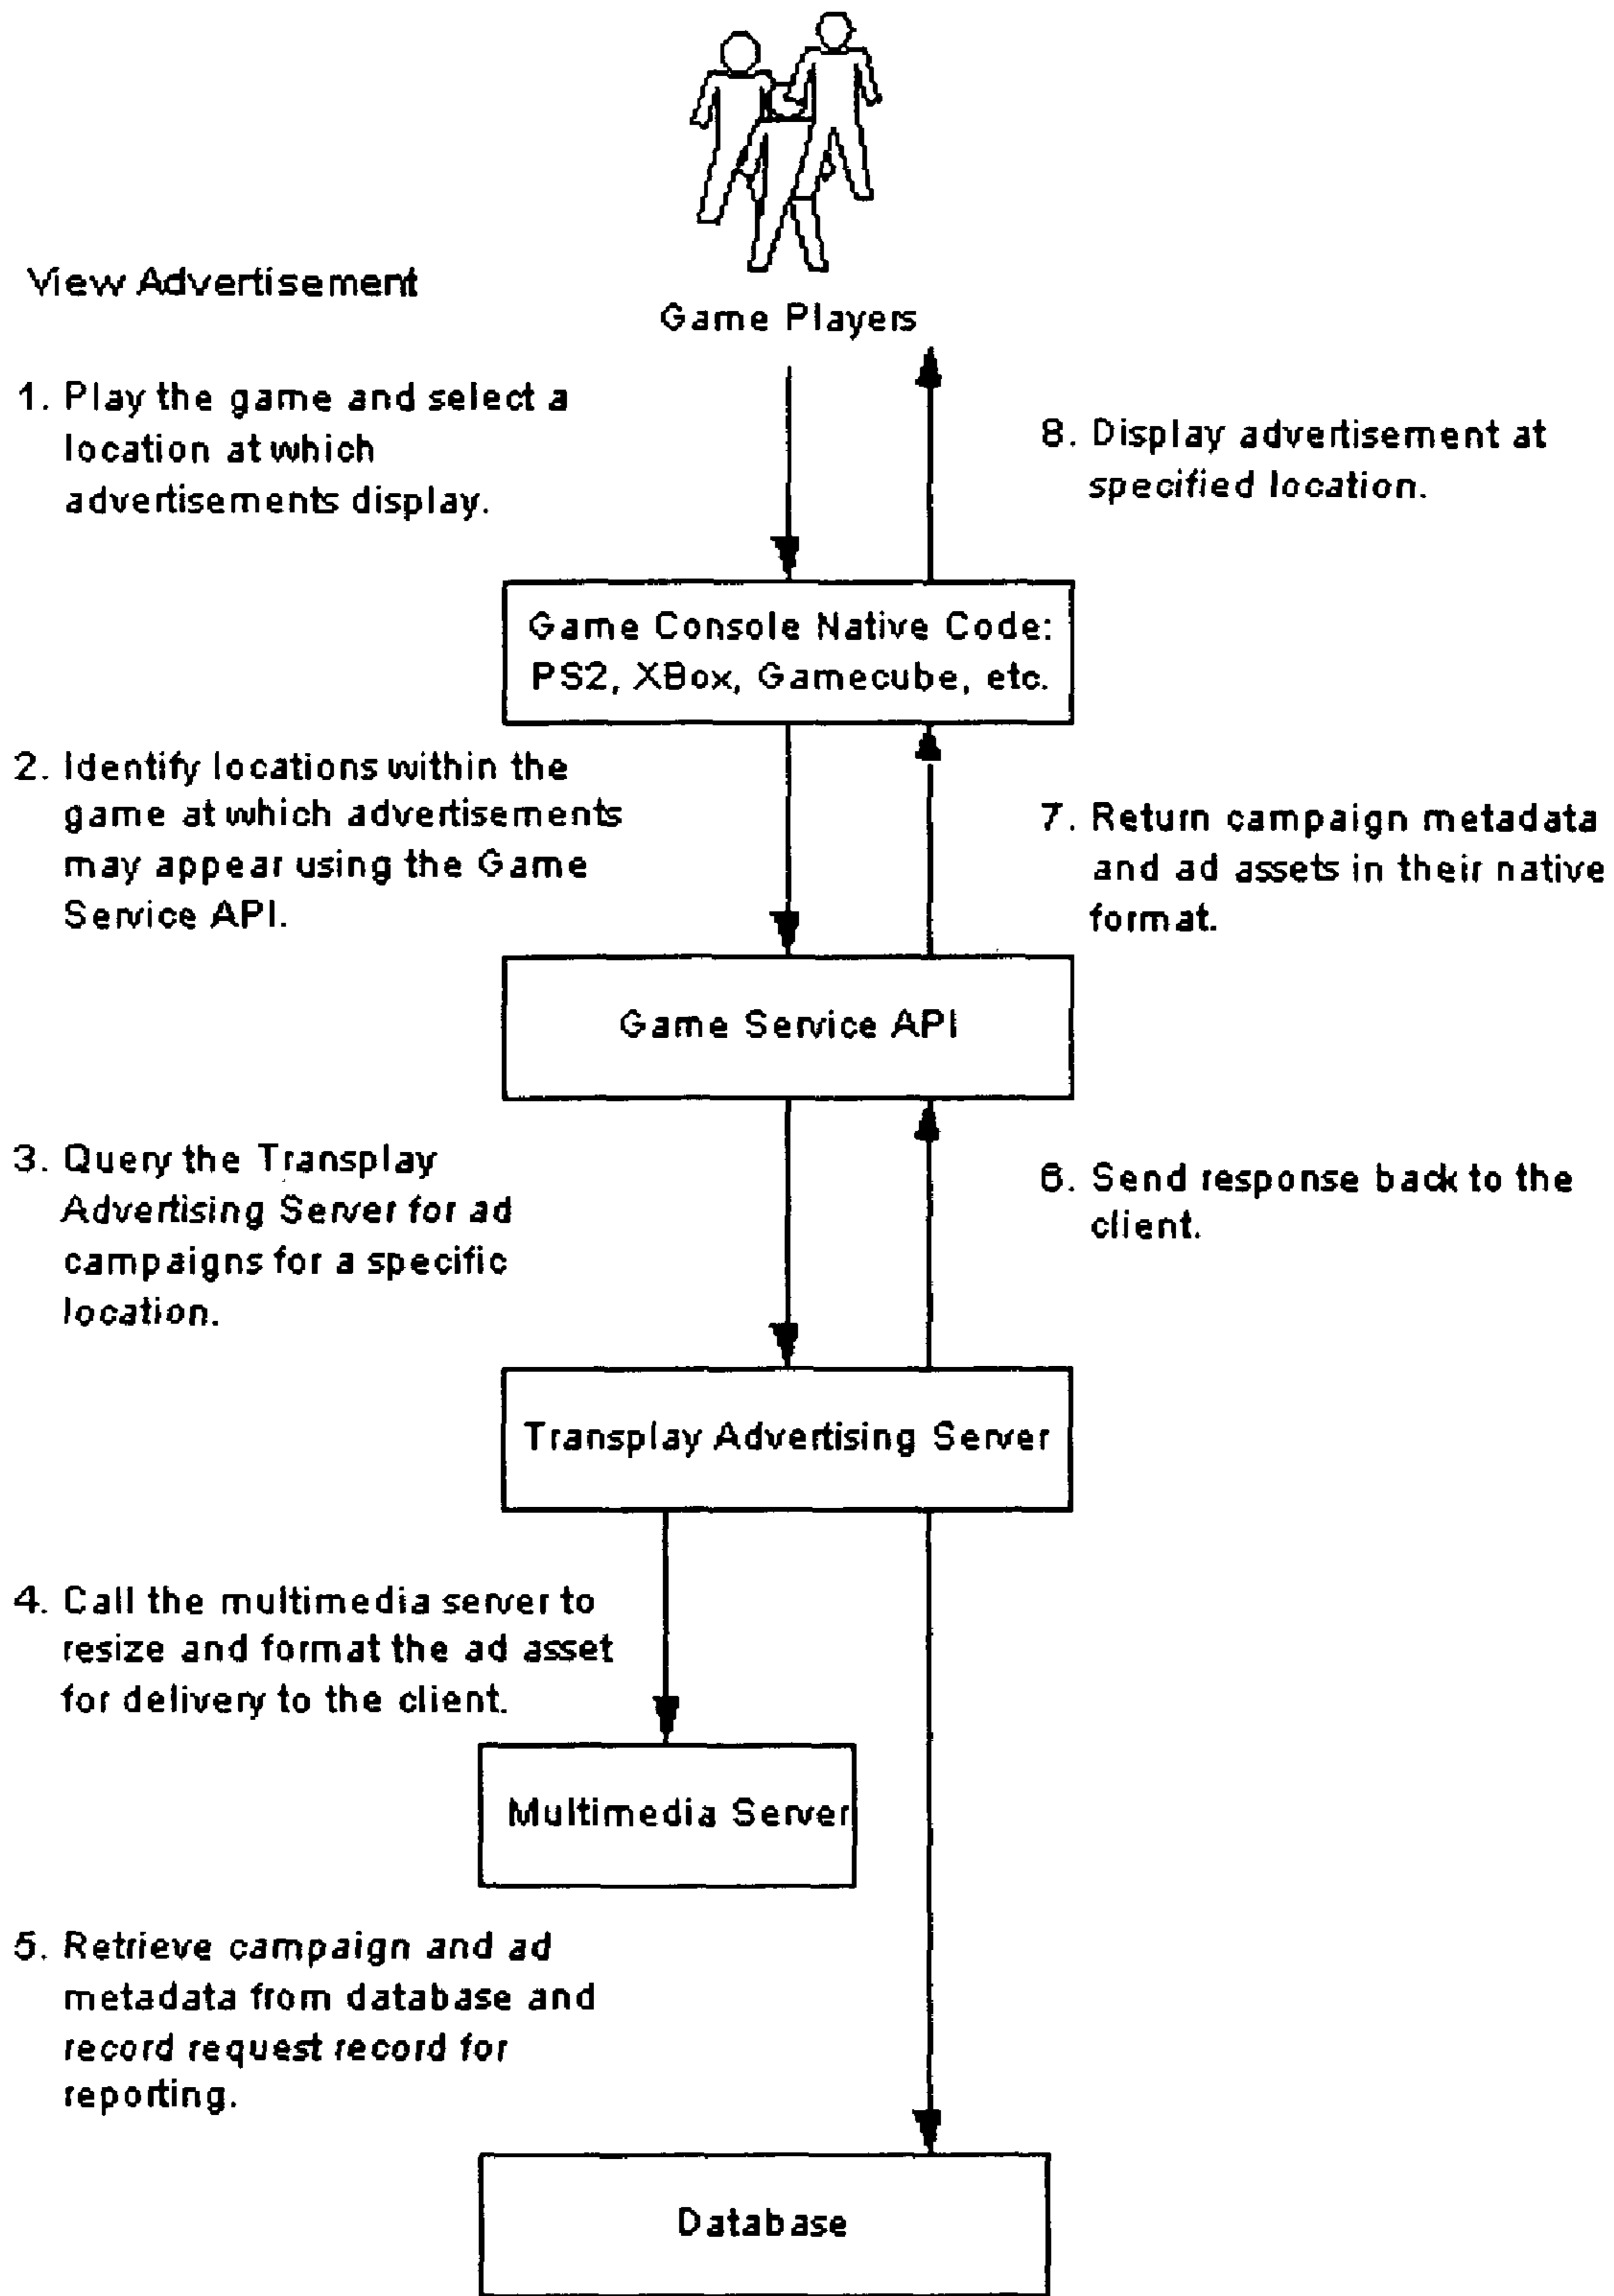 Game Players
View Advertisement
1. Play the game and select a
location at which
advertisements display.
8. Display advertisement at
specified location.
Game Console Native Code:
PS2, XBox, Gamecube, etc.
2. Identify locations within the
game at which advertisements
may appear using the Game
Service API.
7. Return campaign metadata
and ad assets in their native
format.
Game Service API
3. Query the Transplay
Advertising Server for ad
campaigns for a specific
location.
6. Send response back to the
client.
Transplay Advertising Server
4. Call the multimedia server to
resize and format the ad asset
for delivery to the client.
Multimedia Server
5. Retrieve campaign and ad
metadata from database and
record request record for
reporting.
Database